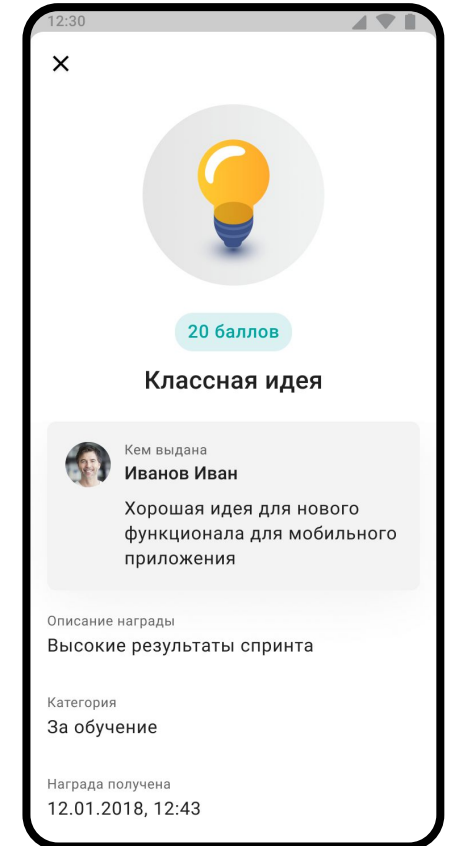 12:30
20 баллов
Классная идея
Кем выдана
Иванов Иван
Хорошая идея для нового
функционала для мобильного
приложения
Описание награды
Высокие результаты спринта
Категория
За обучение
Награда получена
12.01.2018, 12:43